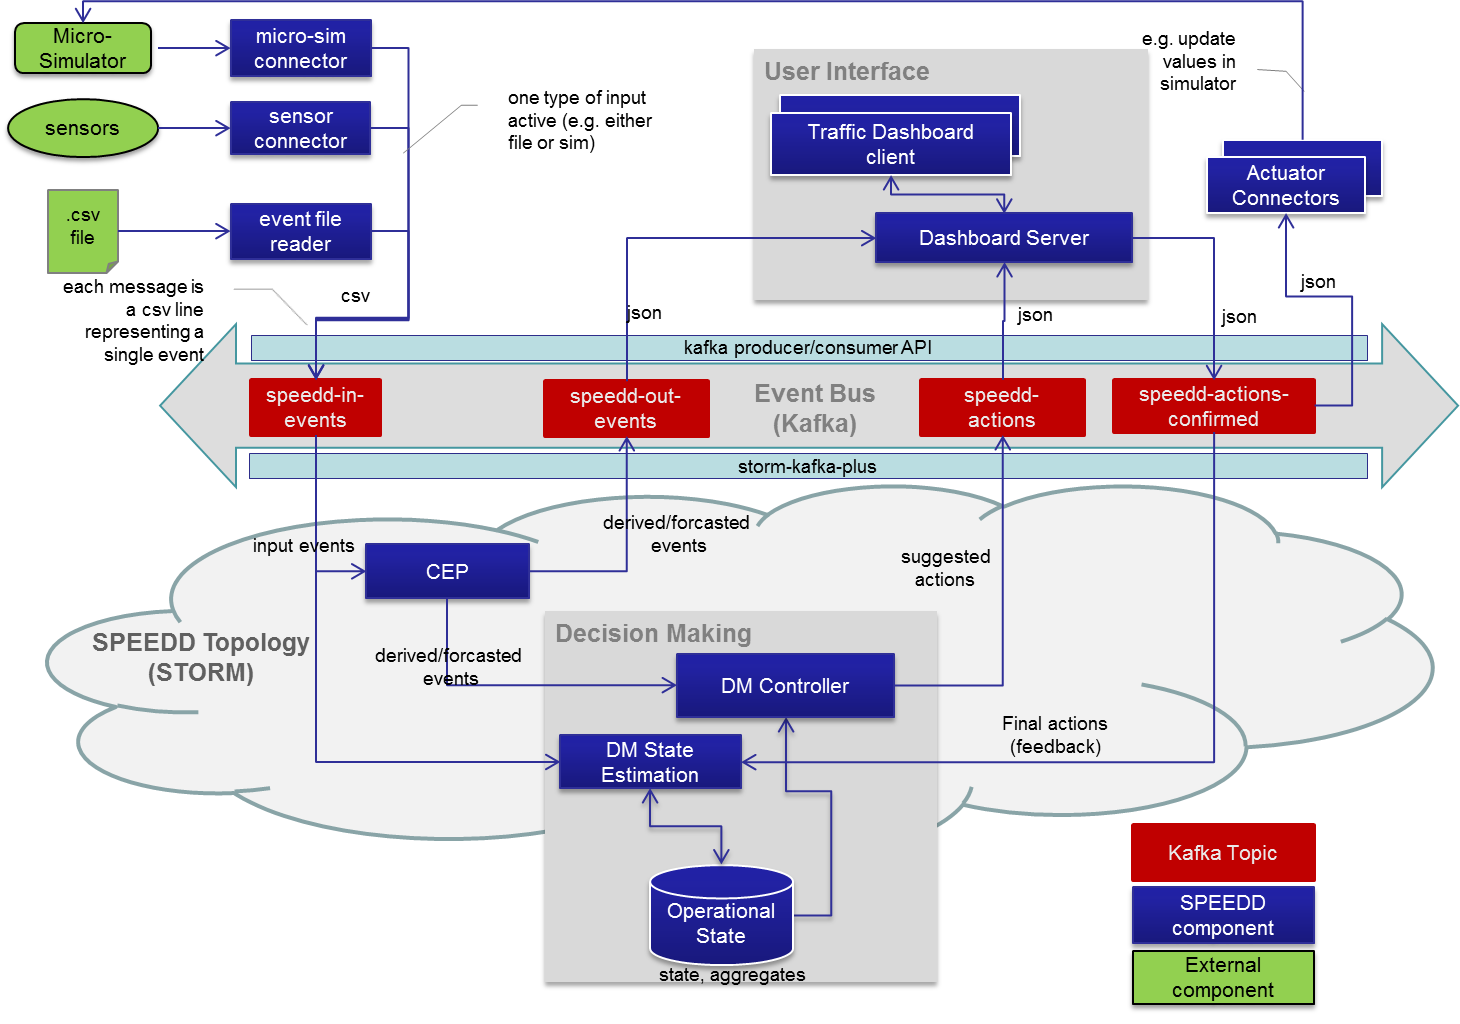 Micro-
Simulator
micro-sim
connector
sensors
sensor
connector
.csv
file
event file
reader
one type of input
active (e.g. either
file or sim)
each message is
a csv line
representing a
single event
csv
User Interface
Traffic Dashboard
client
Dashboard Server
e.g. update
values in
simulator
Actuator
Connectors
json
json
json
json
kafka producer/consumer API
speedd-in-
events
speedd-out-
events
Event Bus
(Kafka)
speedd-
actions
speedd-actions-
confirmed
storm-kafka-plus
input events
CEP
derived/forcasted
events
suggested
actions
SPEEDD Topology
(STORM)
derived/forcasted
events
Decision Making
DM Controller
DM State
Estimation
Final actions
(feedback)
Operational
State
state, aggregates
Kafka Topic
SPEEDD
component
External
component